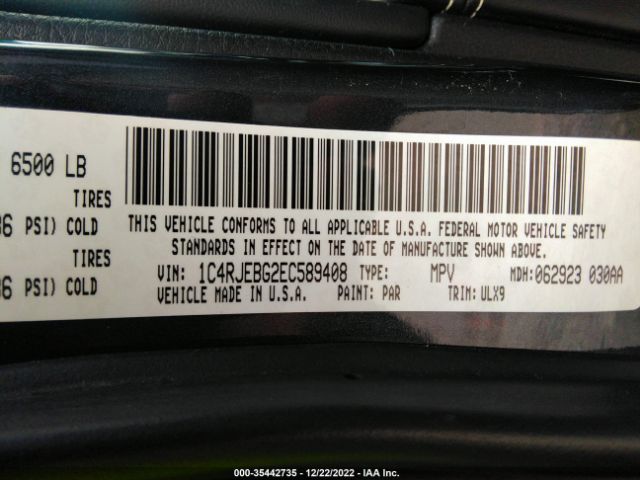 6500 LB
TIRES
36 PSI) COLD
TIRES
36 PSI) COLD
THIS VEHICLE CONFORMS TO ALL APPLICABLE U.S.A. FEDERAL MOTOR VEHICLE SAFETY
STANDARDS IN EFFECT ON THE DATE OF MANUFACTURE SHOWN ABOVE.
VIN: 1C4RJEBG2EC589408 TYPE: MPV MDH:062923 030AA
VEHICLE MADE IN U.S.A. PAINT: PAR TRIM: ULX9
000-35442735 - 12/22/2022 - IAA Inc.